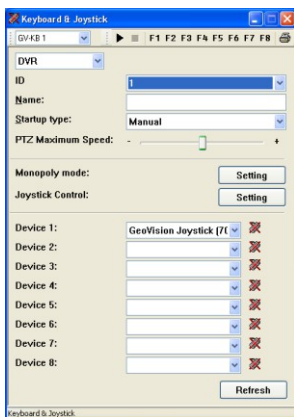 Keyboard & Joystick
GV-KB 1 F1 F2 F3 F4 F5 F6 F7 F8
DVR
ID 1
Name:
Startup type: Manual
PTZ Maximum Speed: - +
Monopoly mode: Setting
Joystick Control: Setting
Device 1: GeoVision Joystick (7(
Device 2:
Device 3:
Device 4:
Device 5:
Device 6:
Device 7:
Device 8:
Refresh
Keyboard & Joystick